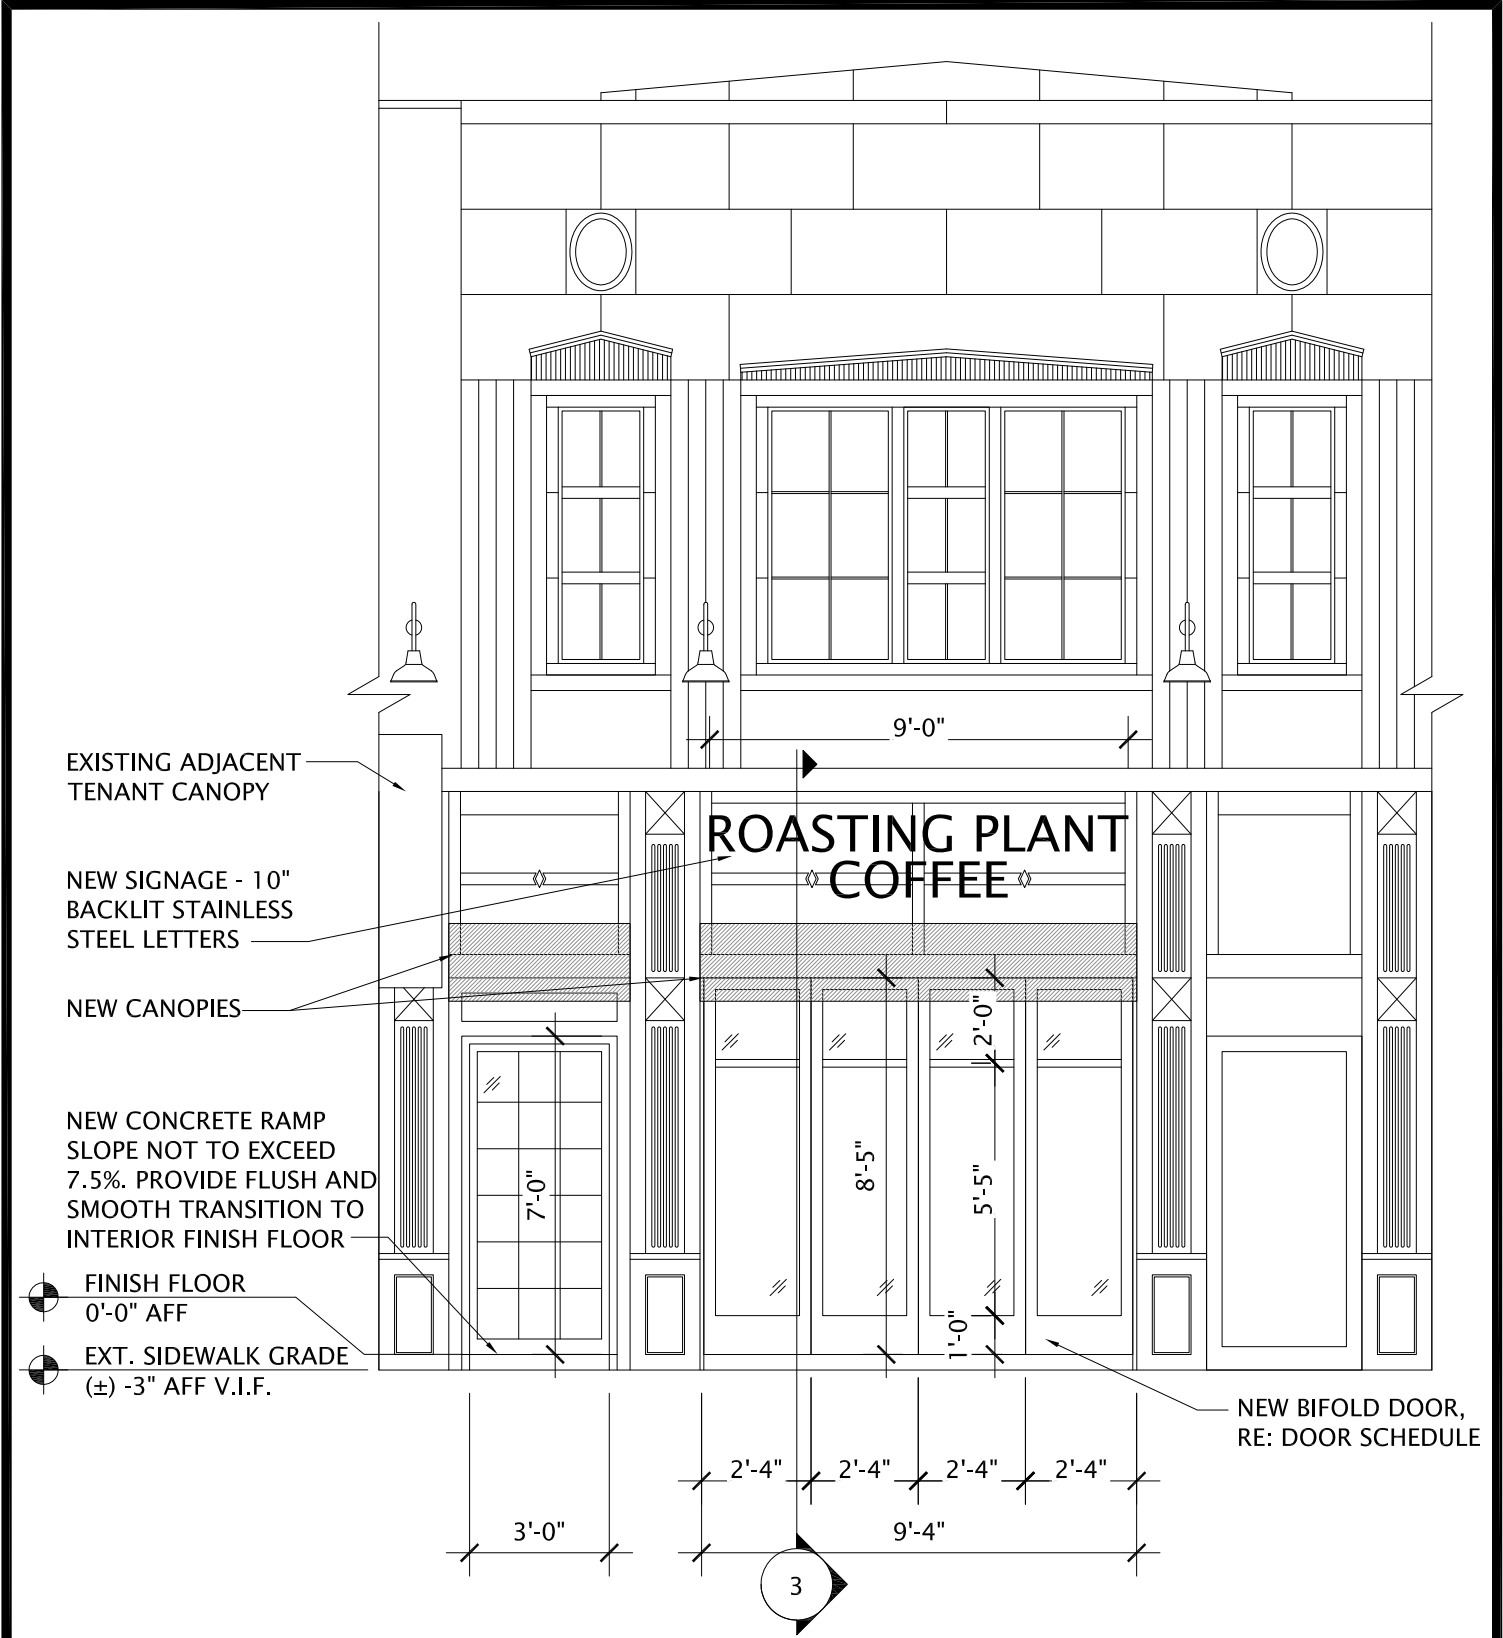 9'-0"
EXISTING ADJACENT
TENANT CANOPY
ROASTING PLANT
COFFEE
NEW SIGNAGE - 10"
BACKLIT STAINLESS
STEEL LETTERS
NEW CANOPIES
2'-0"
NEW CONCRETE RAMP
SLOPE NOT TO EXCEED
7.5%. PROVIDE FLUSH AND
SMOOTH TRANSITION TO
INTERIOR FINISH FLOOR
7'-0"
8'-5"
5'-5"
1'-0"
FINISH FLOOR
0'-0" AFF
EXT. SIDEWALK GRADE
(±) -3" AFF V.I.F.
NEW BIFOLD DOOR,
RE: DOOR SCHEDULE
2'-4" 2'-4" 2'-4" 2'-4"
3'-0" 9'-4"
3